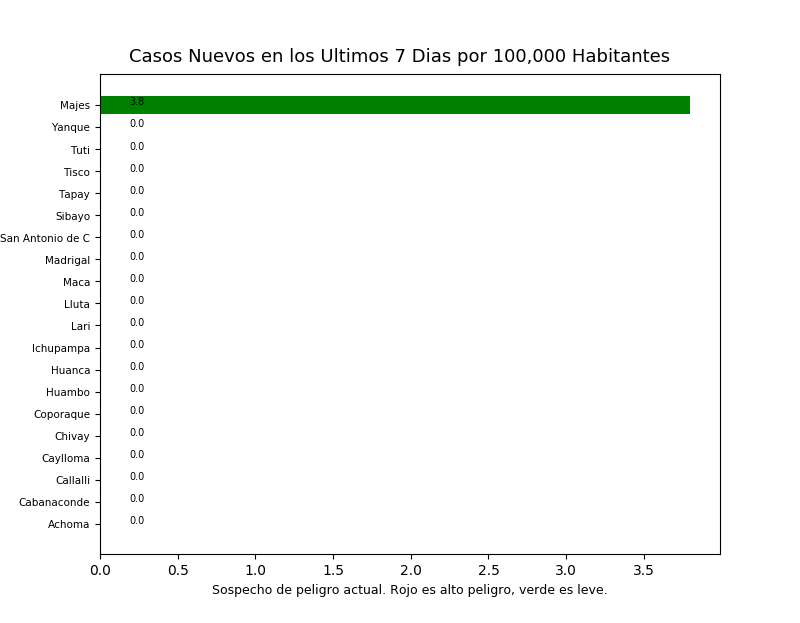 Casos Nuevos en los Ultimos 7 Dias por 100,000 Habitantes
Majes 3.8
Yanque 0.0
Tuti 0.0
Tisco 0.0
Tapay 0.0
Sibayo 0.0
San Antonio de C 0.0
Madrigal 0.0
Maca 0.0
Lluta 0.0
Lari 0.0
Ichupampa 0.0
Huanca 0.0
Huambo 0.0
Coporaque 0.0
Chivay 0.0
Caylloma 0.0
Callalli 0.0
Cabanaconde 0.0
Achoma 0.0
0.0 0.5 1.0 1.5 2.0 2.5 3.0 3.5
Sospecho de peligro actual. Rojo es alto peligro, verde es leve.